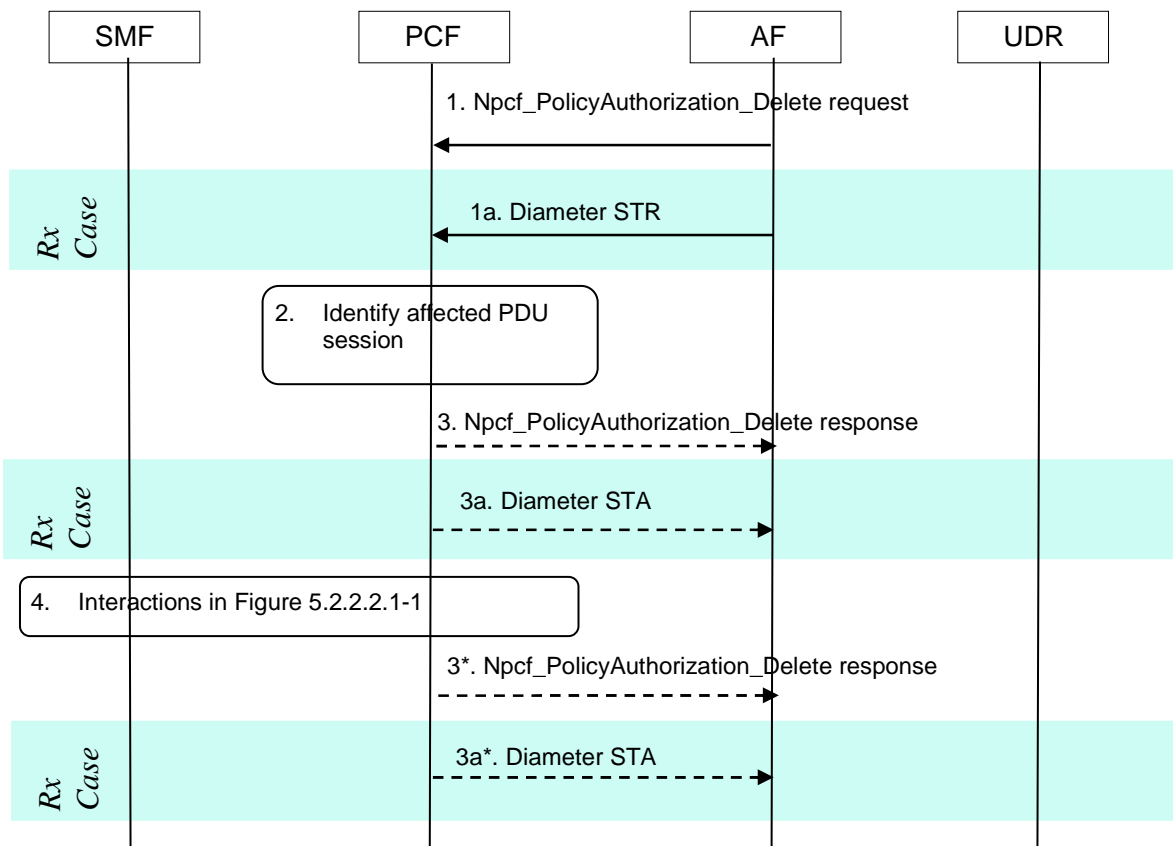 SMF
PCF
AF
UDR
1. Npcf_PolicyAuthorization_Delete request
Rx
Case
1a. Diameter STR
2. Identify affected PDU
session
3. Npcf_PolicyAuthorization_Delete response
Rx
Case
3a. Diameter STA
4. Interactions in Figure 5.2.2.2.1-1
3*. Npcf_PolicyAuthorization_Delete response
Rx
Case
3a*. Diameter STA